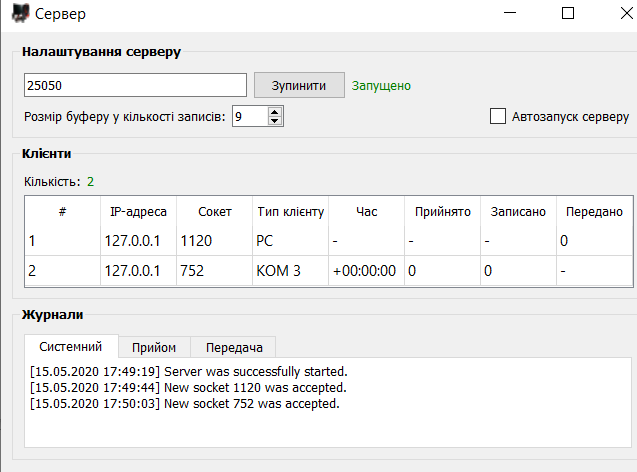 Сервер
Налаштування серверу
25050 Зупинити Запущено
Розмір буферу у кількості записів: 9 Автозапуск серверу
Клієнти
Кількість: 2
# IP-адреса Сокет Тип клієнту Час Прийнято Записано Передано
1 127.0.0.1 1120 PC - - - 0
2 127.0.0.1 752 КОМ 3 +00:00:00 0 0 -
Журнали
Системний Прийом Передача
[15.05.2020 17:49:19] Server was successfully started.
[15.05.2020 17:49:44] New socket 1120 was accepted.
[15.05.2020 17:50:03] New socket 752 was accepted.